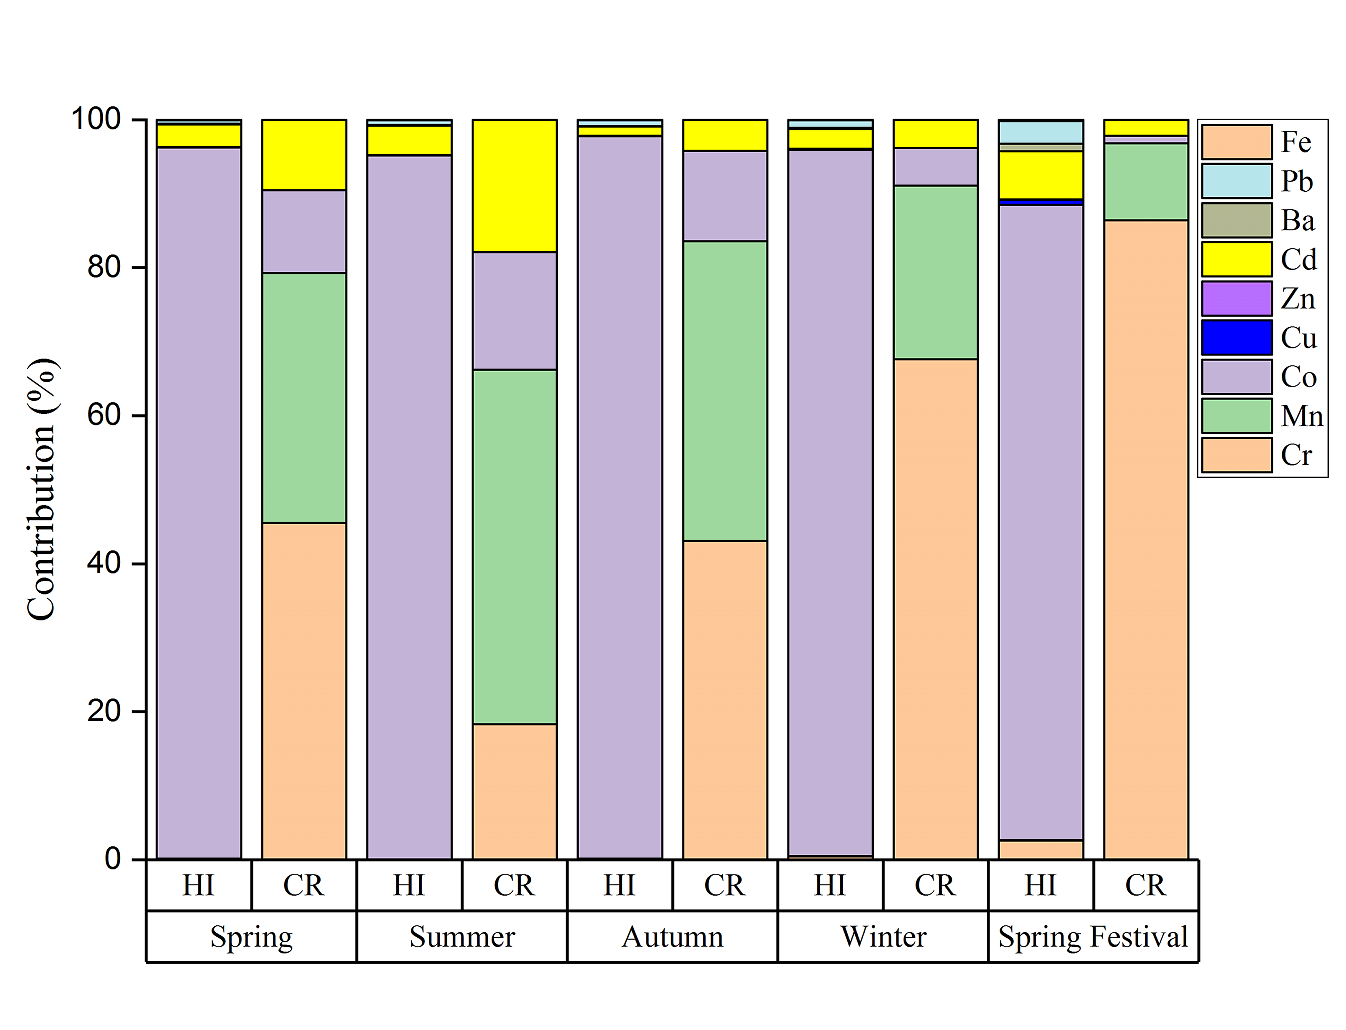 Contribution (%)
100
80
60
40
20
0
Fe
Pb
Ba
Cd
Zn
Cu
Co
Mn
Cr
HI CR HI CR HI CR HI CR HI CR
Spring Summer Autumn Winter Spring Festival